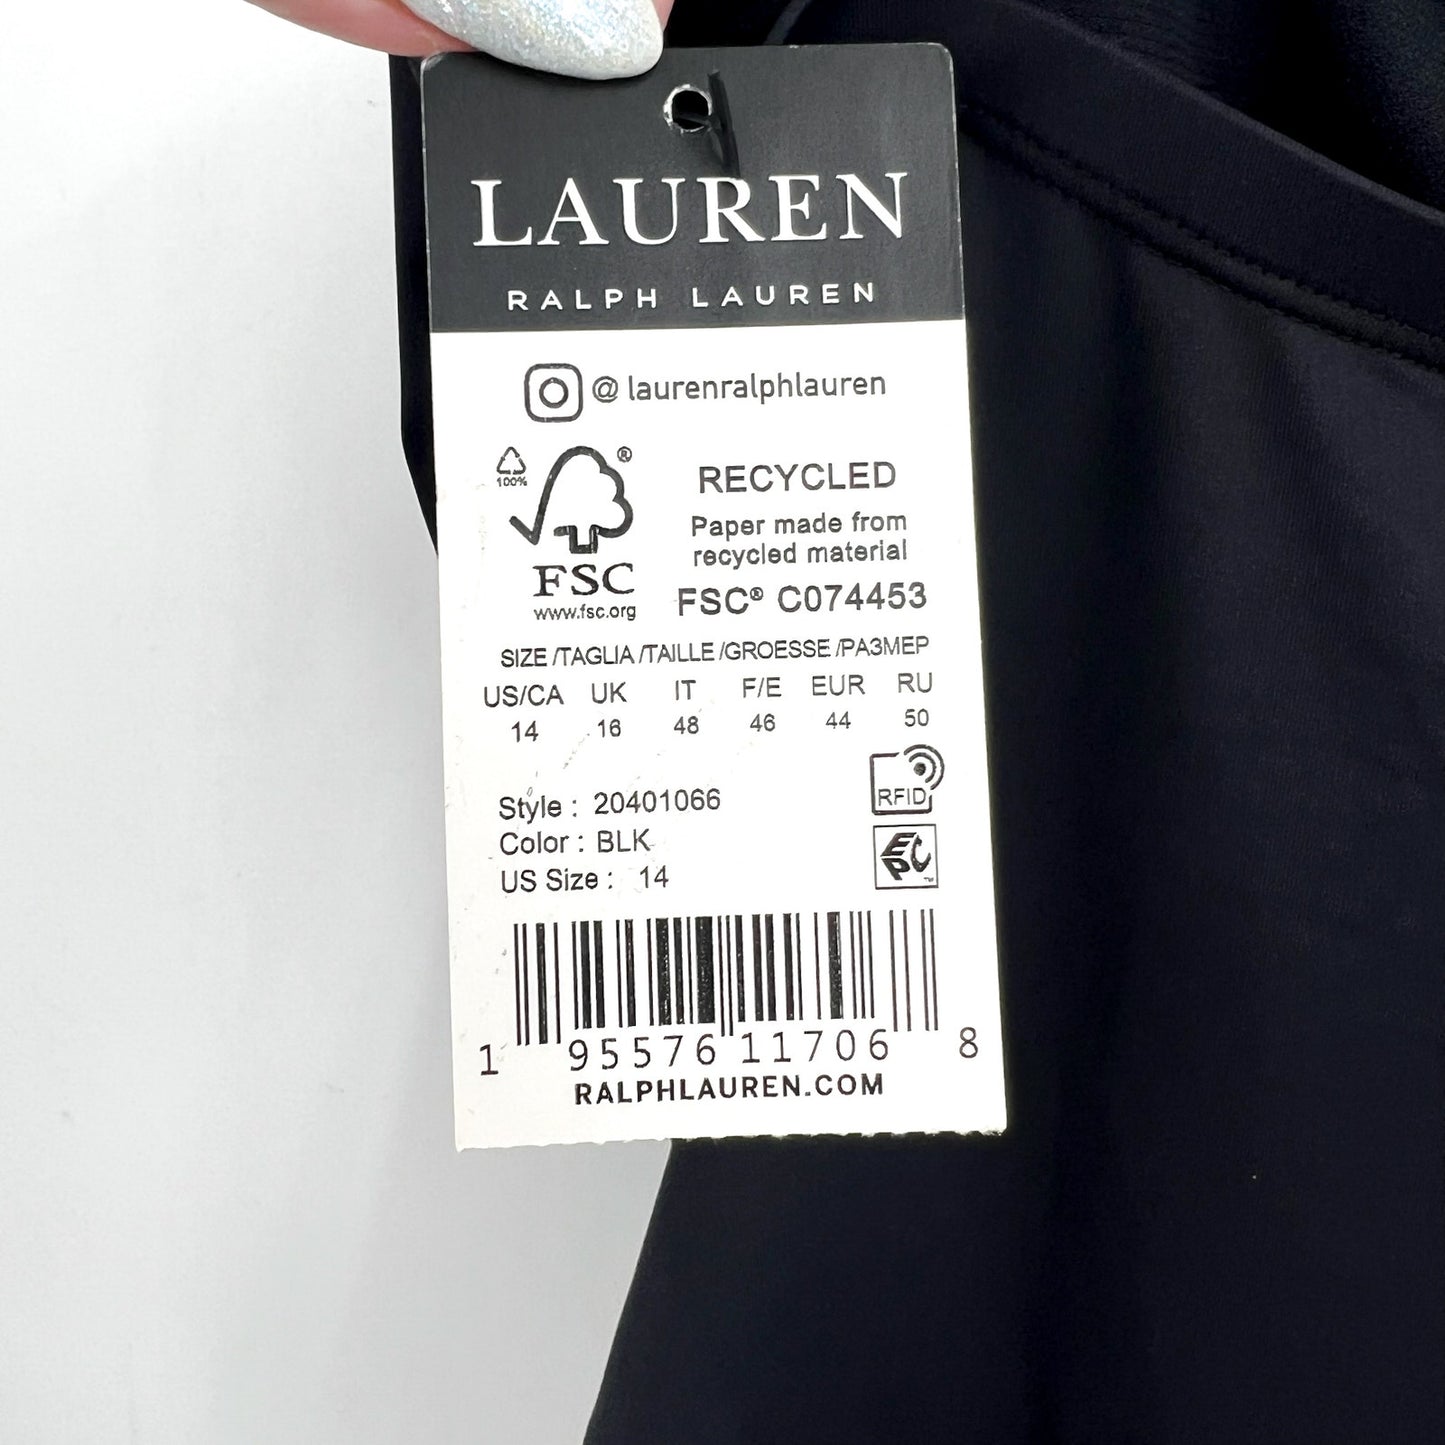 LAUREN
RALPH LAUREN
@ laurenralphlauren
100%
®
FSC
www.fsc.org
RECYCLED
Paper made from
recycled material
FSC® C074453
SIZE /TAGLIA /TAILLE /GROESSE /РАЗМЕР
US/CA UK IT F/E EUR RU
14 16 48 46 44 50
RFID
Style : 20401066
Color : BLK
US Size : 14
EPC ™
1 95576 11706 8
RALPHLAUREN.COM